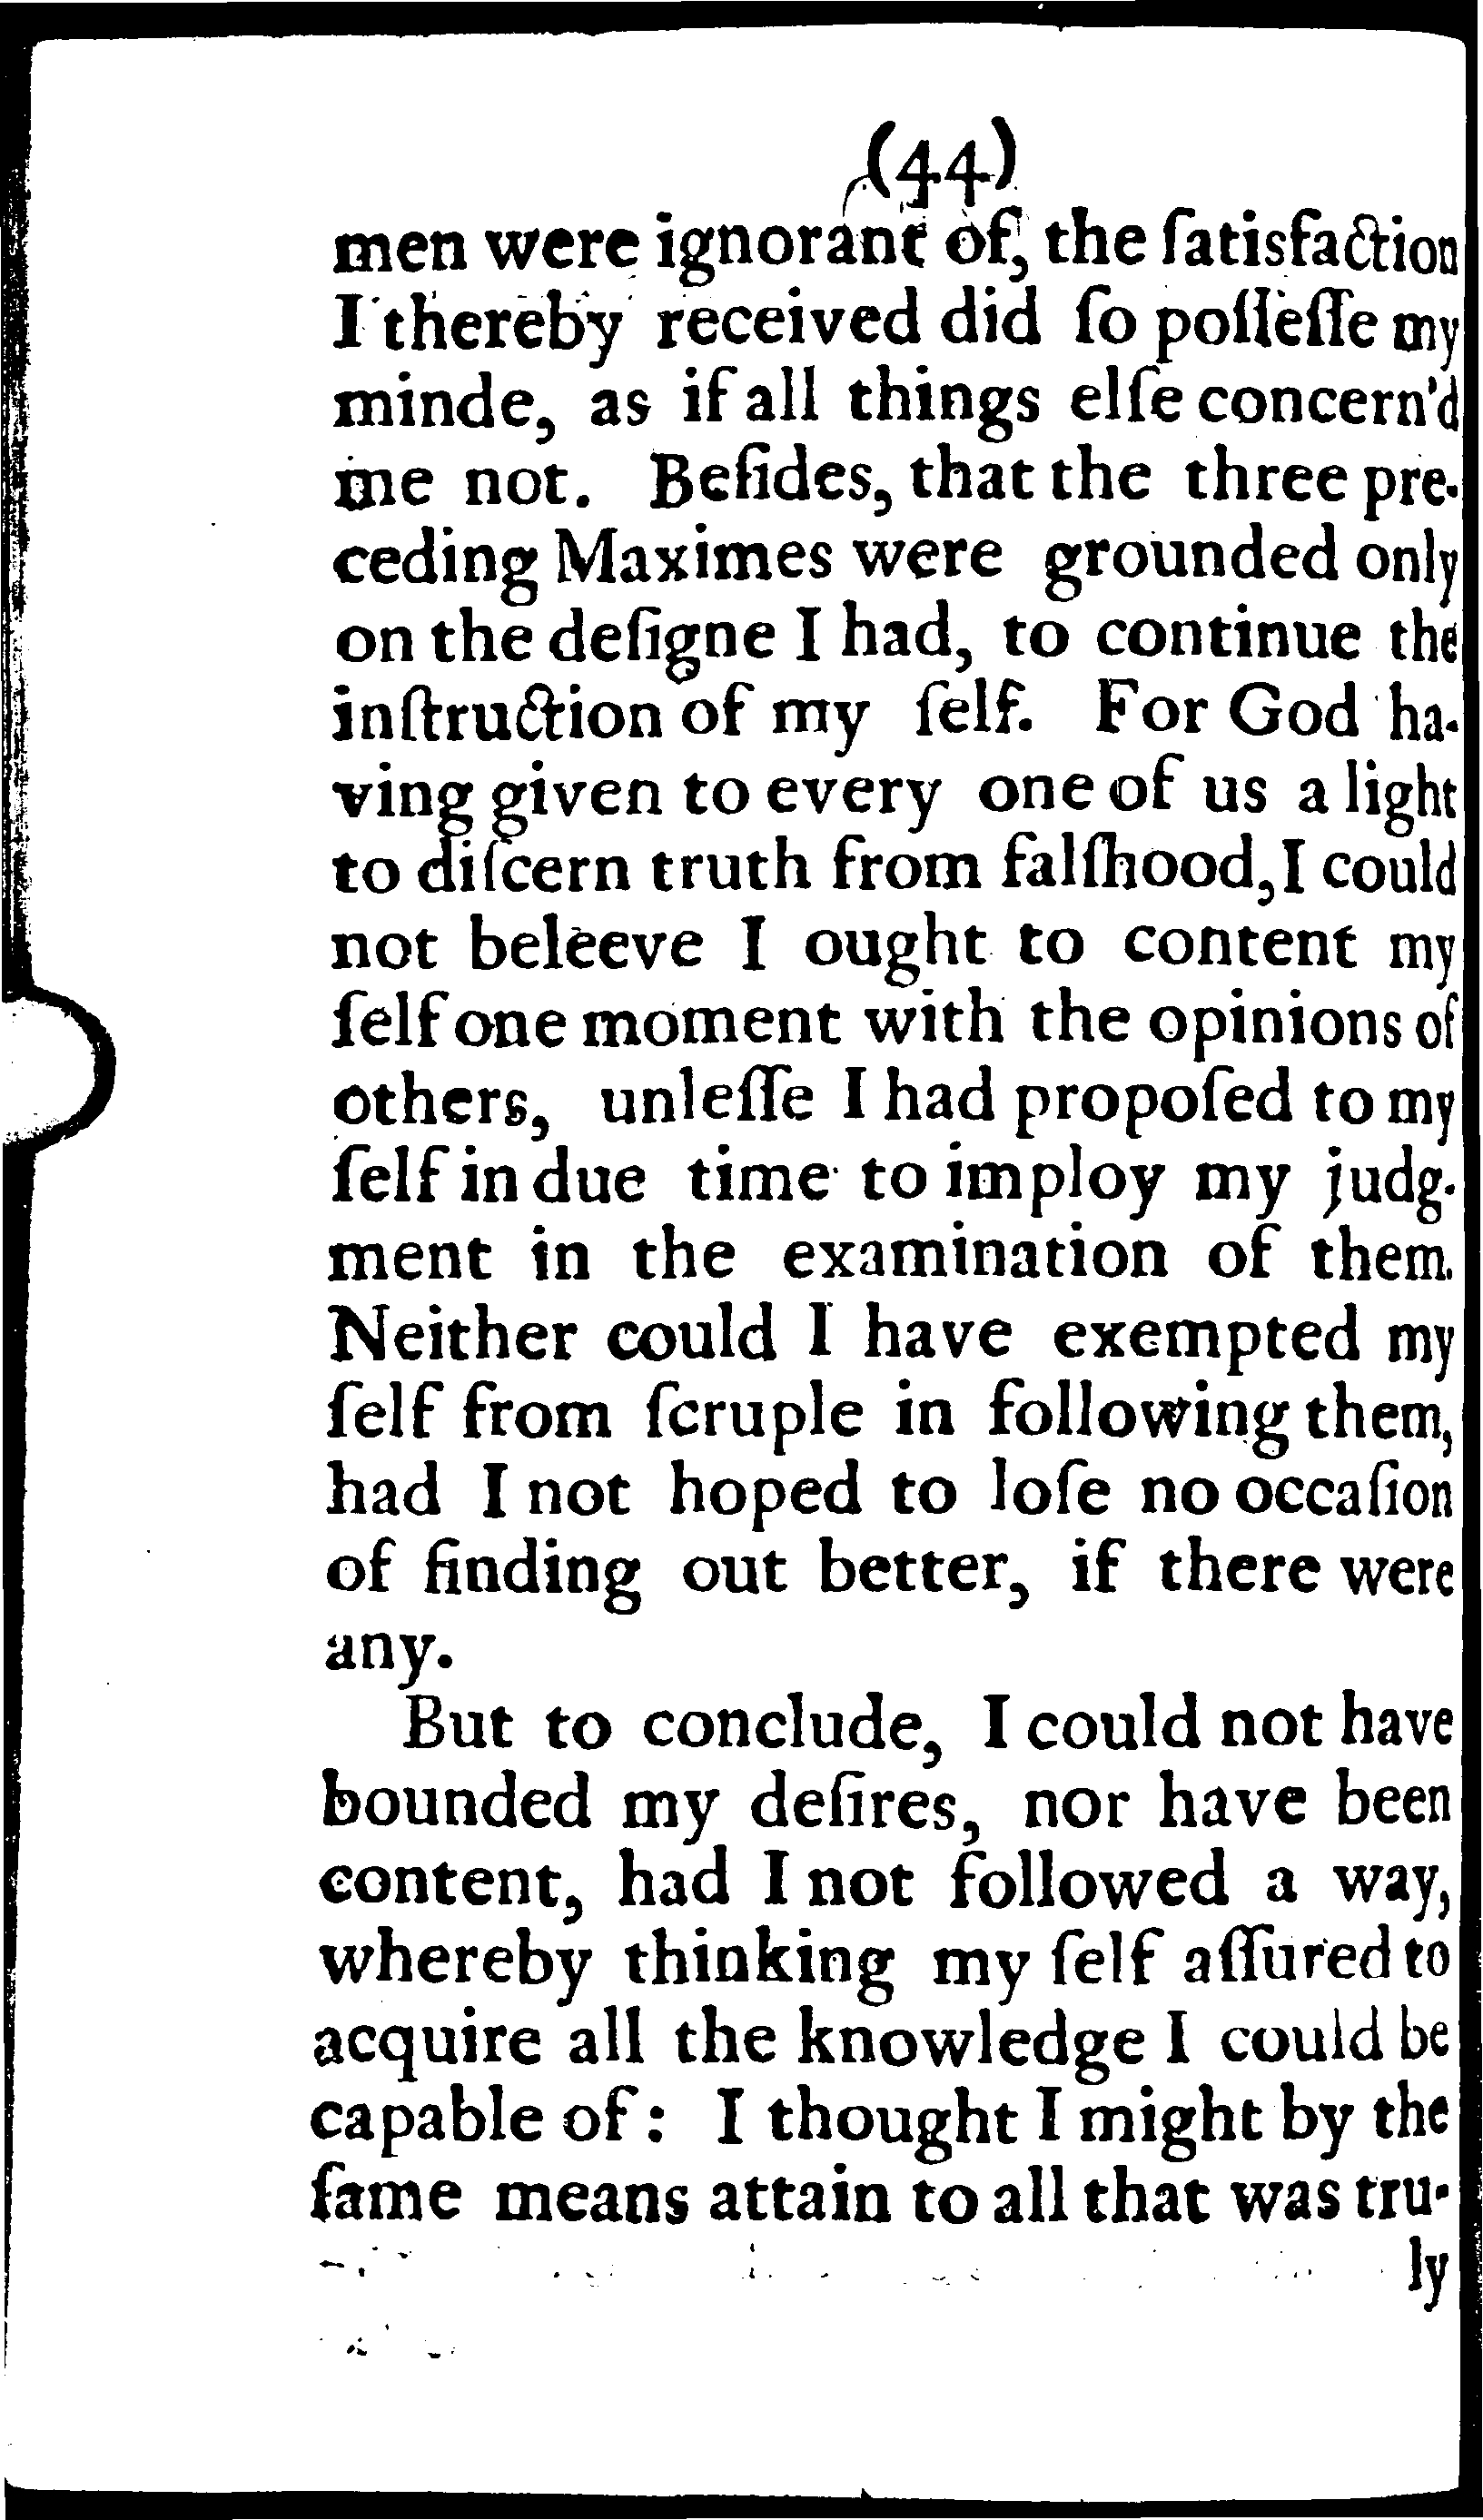 (44)
men were ignorant of, the ſatisfaction
I thereby received did ſo poſſeſſe my
minde, as if all things elſe concern'd
me not. Beſides, that the three pre-
ceding Maximes were grounded only
on the deſigne I had, to continue the
inſtruction of my ſelf. For God ha-
ving given to every one of us a light
to diſcern truth from falſhood, I could
not beleeve I ought to content my
ſelf one moment with the opinions of
others, unleſſe I had propoſed to my
ſelf in due time to imploy my judg-
ment in the examination of them.
Neither could I have exempted my
ſelf from ſcruple in following them,
had I not hoped to loſe no occaſion
of finding out better, if there were
any.
But to conclude, I could not have
bounded my deſires, nor have been
content, had I not followed a way,
whereby thinking my ſelf aſſured to
acquire all the knowledge I could be
capable of: I thought I might by the
ſame means attain to all that was tru-
ly